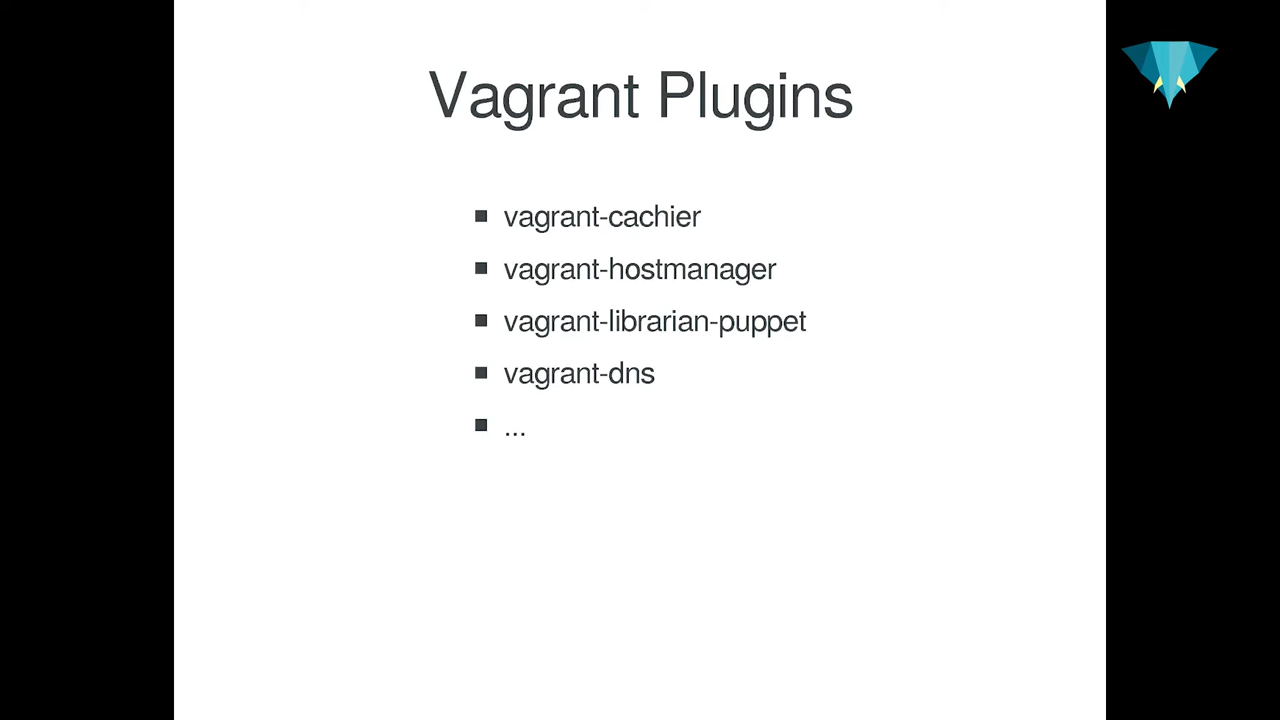 Vagrant Plugins
vagrant-cachier
vagrant-hostmanager
vagrant-librarian-puppet
vagrant-dns
...